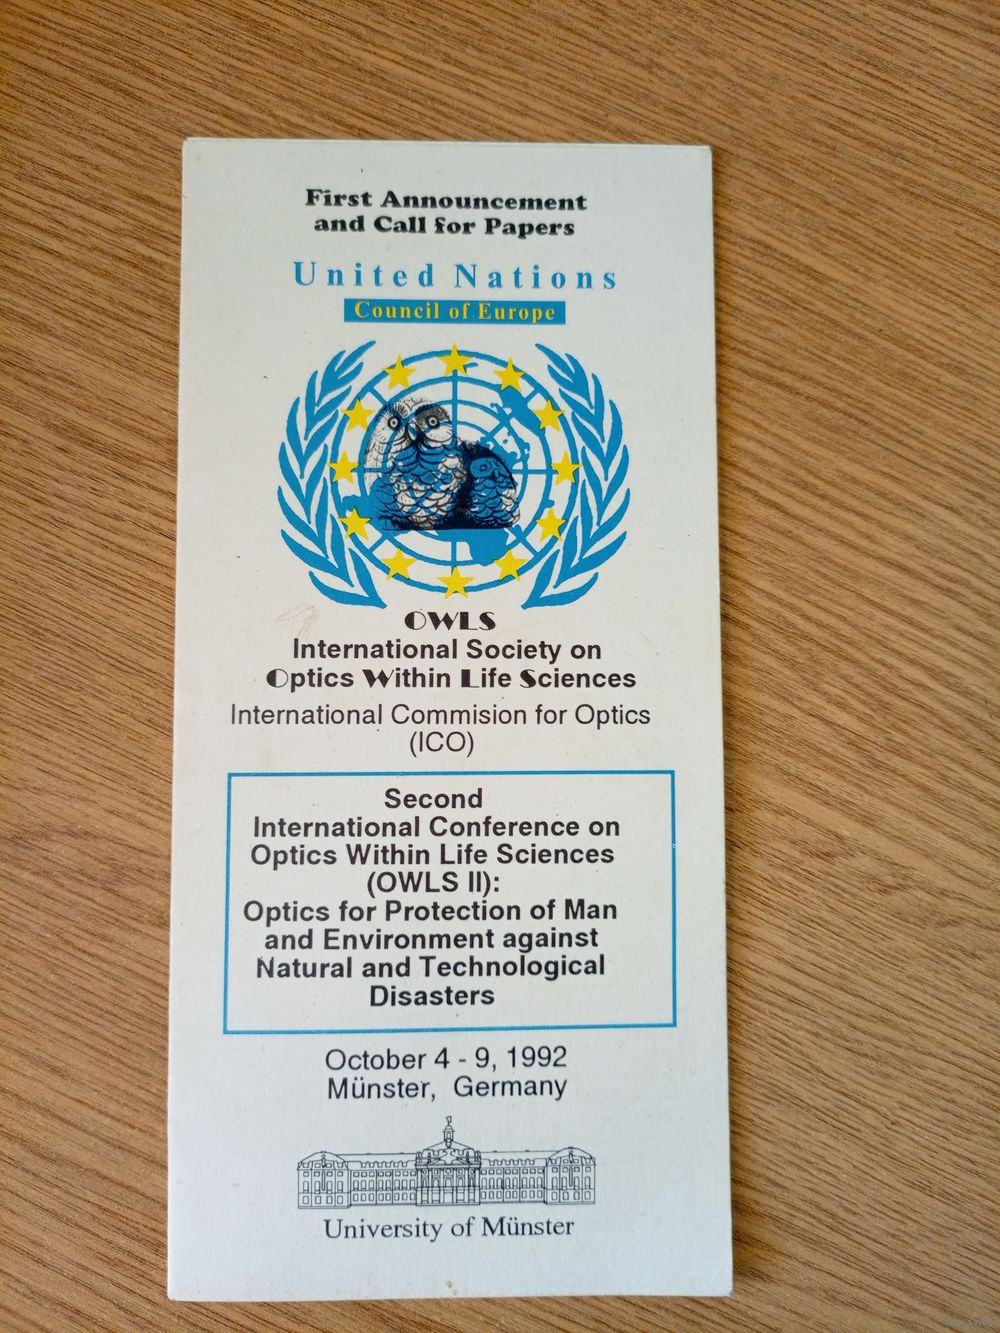 First Announcement
and Call for Papers
United Nations
Council of Europe
OWLS
International Society on
Optics Within Life Sciences
International Commision for Optics
(ICO)
Second
International Conference on
Optics Within Life Sciences
(OWLS II):
Optics for Protection of Man
and Environment against
Natural and Technological
Disasters
October 4 - 9, 1992
Münster, Germany
University of Münster